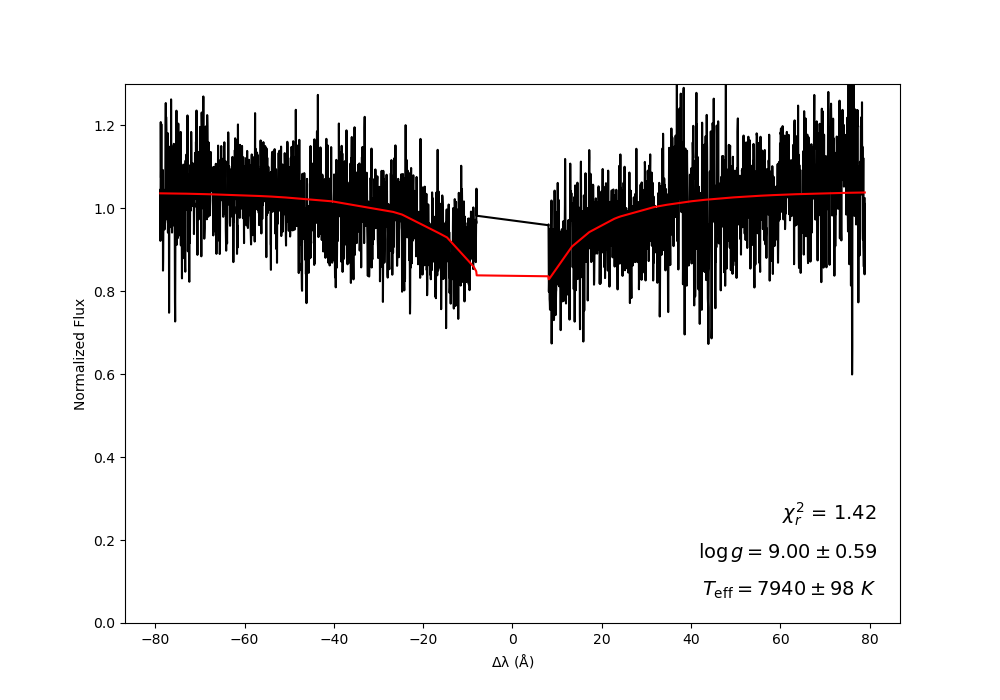 1.2
1.0
0.8
0.6
0.4
0.2
0.0
Normalized Flux
χ²ᵣ = 1.42
log g = 9.00 ± 0.59
T_eff = 7940 ± 98 K
−80 −60 −40 −20 0 20 40 60 80
Δλ (Å)